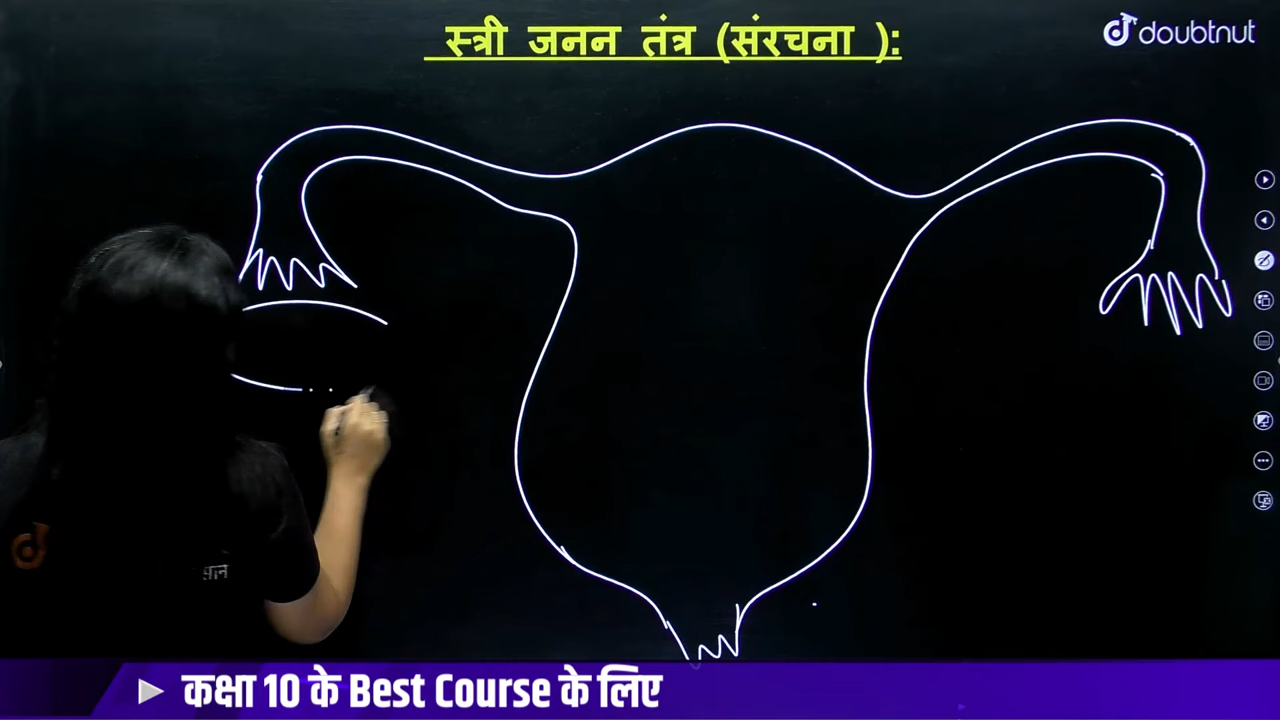 स्त्री जनन तंत्र (संरचना ):
doubtnut
कक्षा 10 के Best Course के लिए